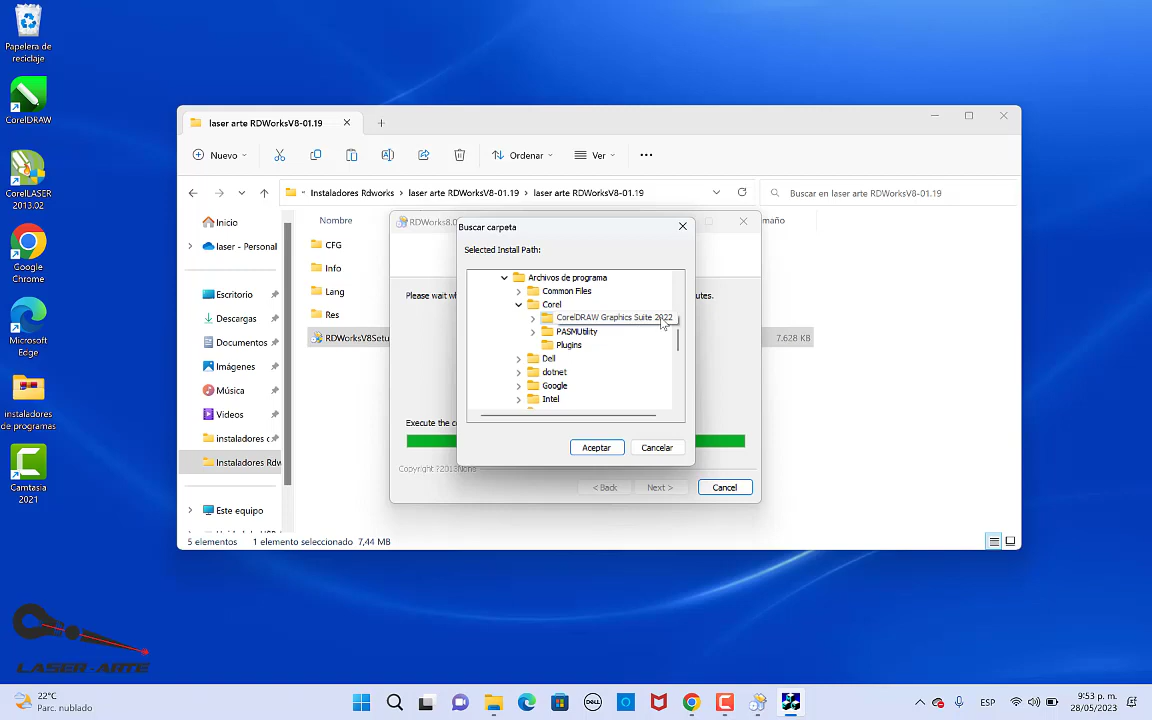 Papelera de
reciclaje
CorelDRAW
CorelLASER
2013.02
Google
Chrome
Microsoft
Edge
instaladores
de programas
Camtasia
2021
LASER-ARTE
laser arte RDWorksV8-01.19
Nuevo
Ordenar
Ver
Instaladores Rdworks > laser arte RDWorksV8-01.19 > laser arte RDWorksV8-01.19
Buscar en laser arte RDWorksV8-01.19
Inicio
laser - Personal
Escritorio
Descargas
Documentos
Imágenes
Música
Videos
instaladores
Instaladores
Este equipo
Nombre
CFG
Info
Lang
Res
7.628 KB
5 elementos
1 elemento seleccionado
7,44 MB
Please wait
Execute the
< Back
Next >
Cancel
Buscar carpeta
Selected Install Path:
Archivos de programa
Common Files
Corel
CorelDRAW Graphics Suite 2022
PASMUtility
Plugins
Dell
dotnet
Google
Intel
Aceptar
Cancelar
22°C
Parc. nublado
DELL
ESP
9:53 p. m.
28/05/2023